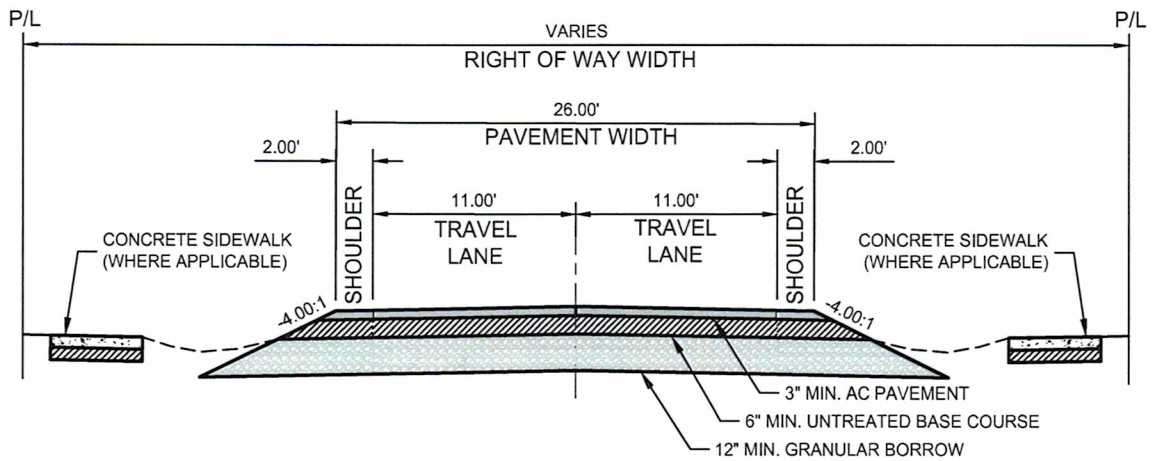 P/L
P/L
VARIES
RIGHT OF WAY WIDTH
26.00'
PAVEMENT WIDTH
2.00'
2.00'
11.00'
11.00'
SHOULDER
TRAVEL
LANE
TRAVEL
LANE
SHOULDER
CONCRETE SIDEWALK
(WHERE APPLICABLE)
CONCRETE SIDEWALK
(WHERE APPLICABLE)
-4.00:1
-4.00:1
3" MIN. AC PAVEMENT
6" MIN. UNTREATED BASE COURSE
12" MIN. GRANULAR BORROW